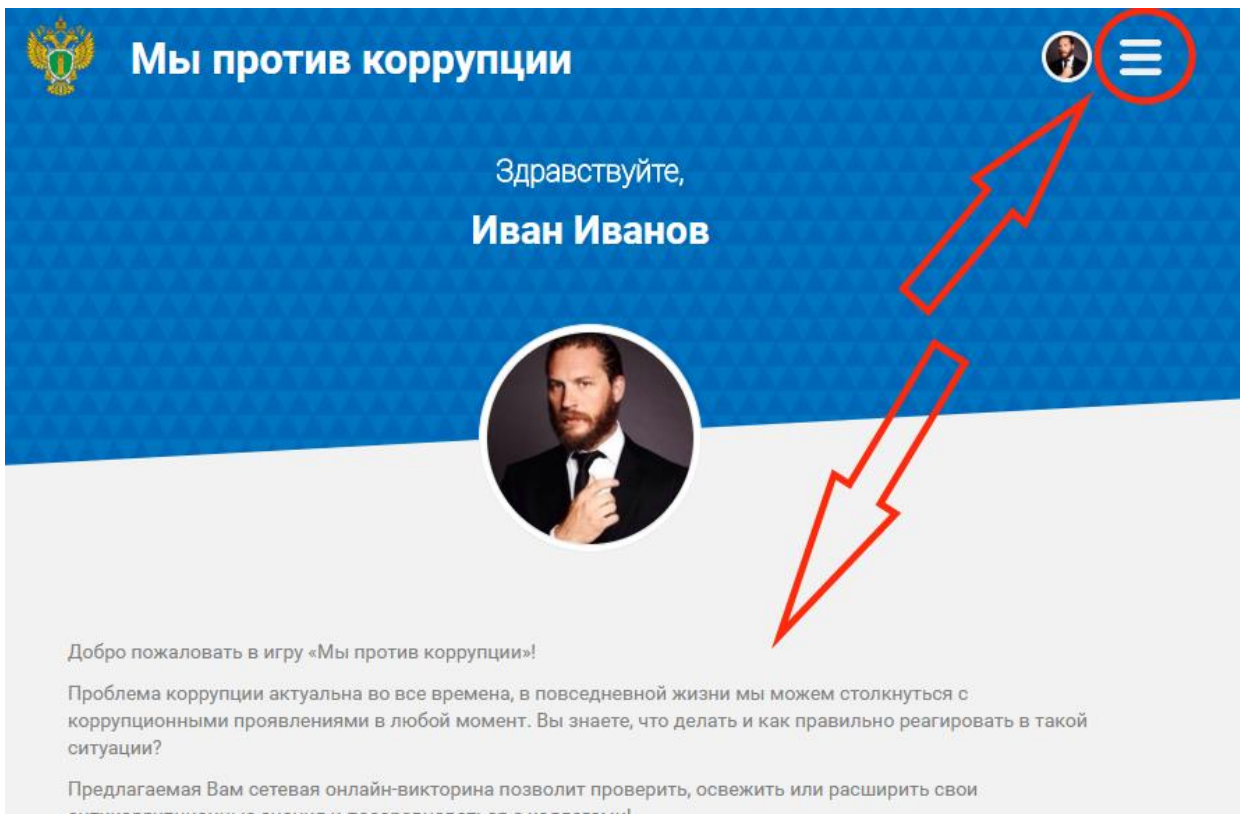 Мы против коррупции
Здравствуйте,
Иван Иванов
Добро пожаловать в игру «Мы против коррупции»!
Проблема коррупции актуальна во все времена, в повседневной жизни мы можем столкнуться с
коррупционными проявлениями в любой момент. Вы знаете, что делать и как правильно реагировать в такой
ситуации?
Предлагаемая Вам сетевая онлайн-викторина позволит проверить, освежить или расширить свои